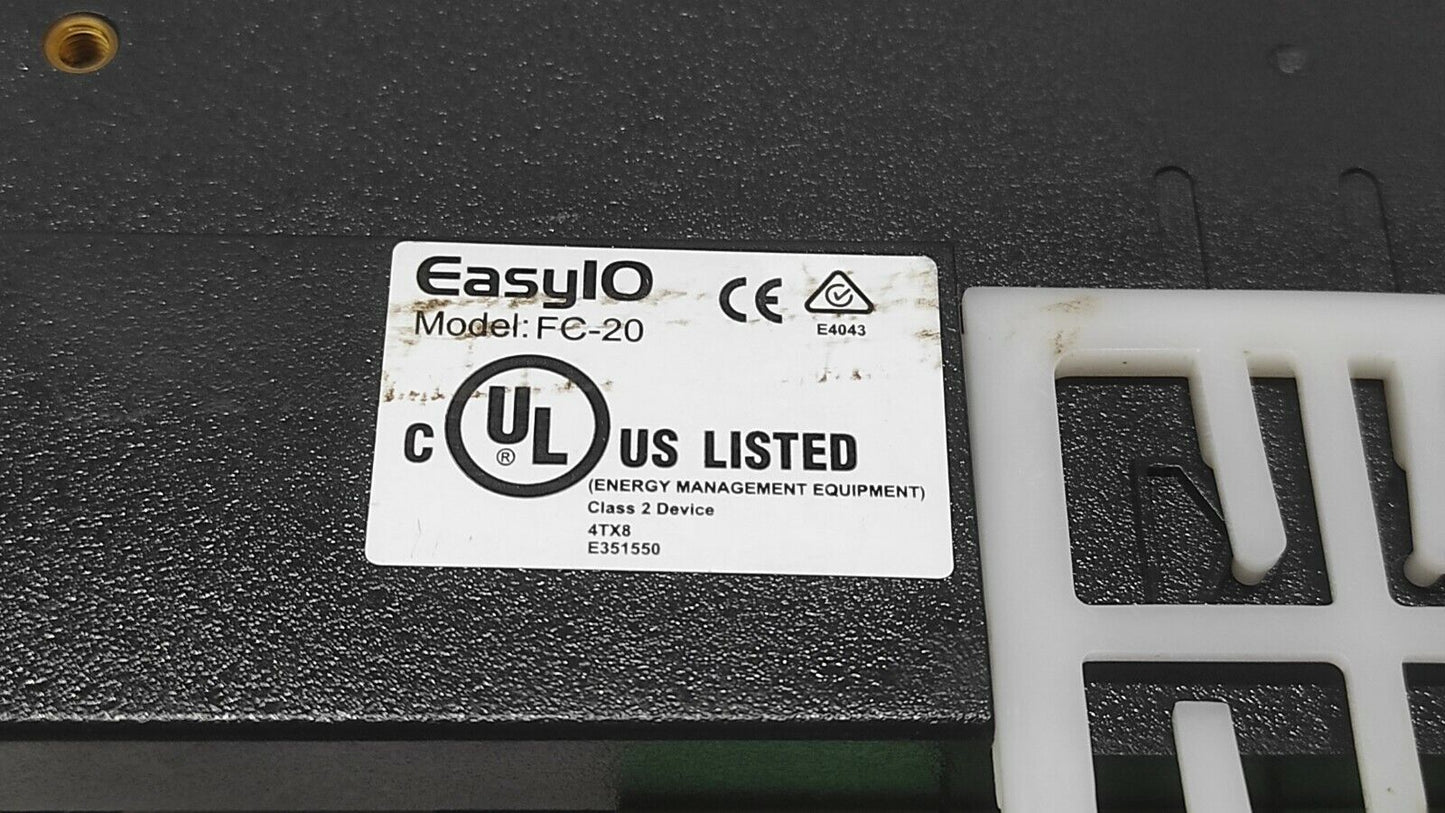 EasyIO
Model: FC-20
CE
E4043
C UL® US LISTED
(ENERGY MANAGEMENT EQUIPMENT)
Class 2 Device
4TX8
E351550